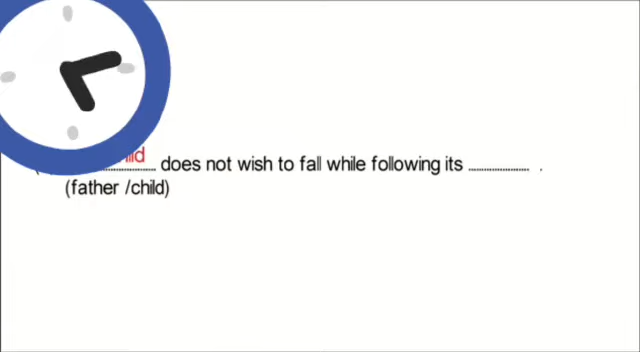 does not wish to fall while following its ...................... .
(father /child)